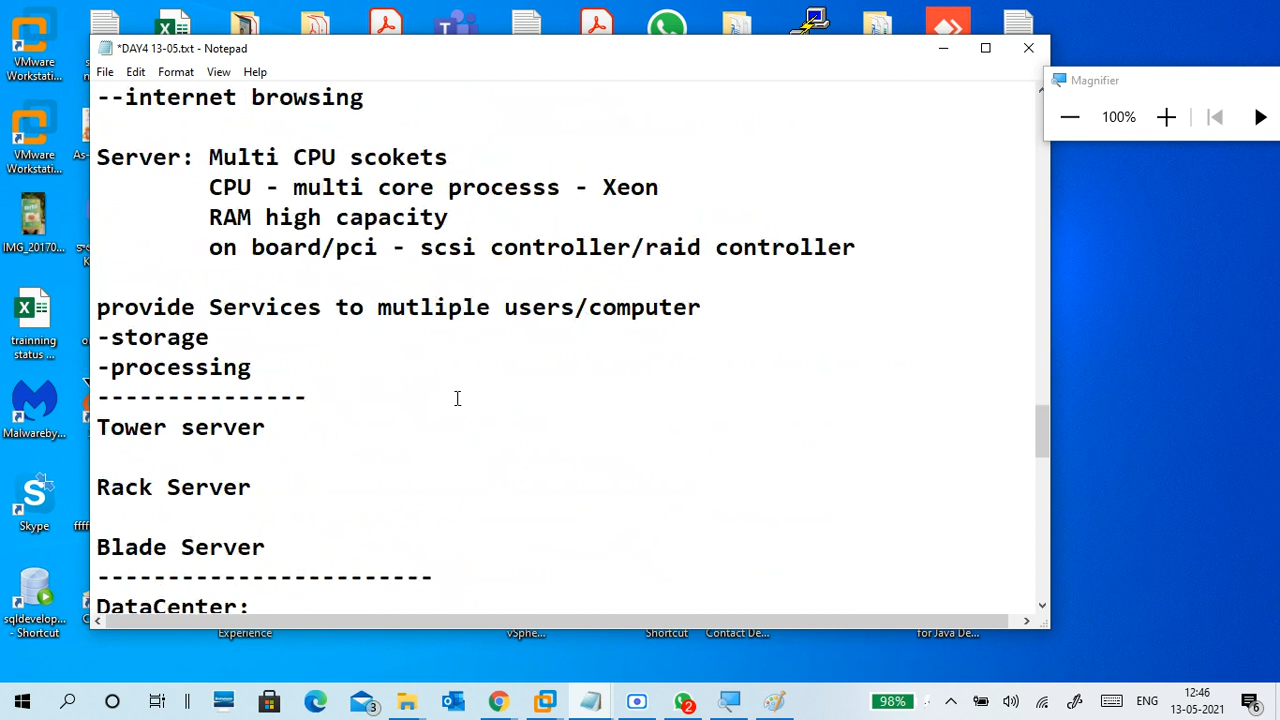 *DAY4 13-05.txt - Notepad
File Edit Format View Help
--internet browsing
Server: Multi CPU scokets
CPU - multi core processs - Xeon
RAM high capacity
on board/pci - scsi controller/raid controller
provide Services to mutliple users/computer
-storage
-processing
---------------
Tower server
Rack Server
Blade Server
------------------------
DataCenter:
Magnifier
100%
VMware
Workstati...
VMware
Workstati...
IMG_20170...
trainning
status ...
Malwareby...
Skype
sqldevelop...
- Shortcut
Experience
vSphe...
Shortcut
Contact De...
for Java De...
3
2
98%
ENG
12:46
13-05-2021
6